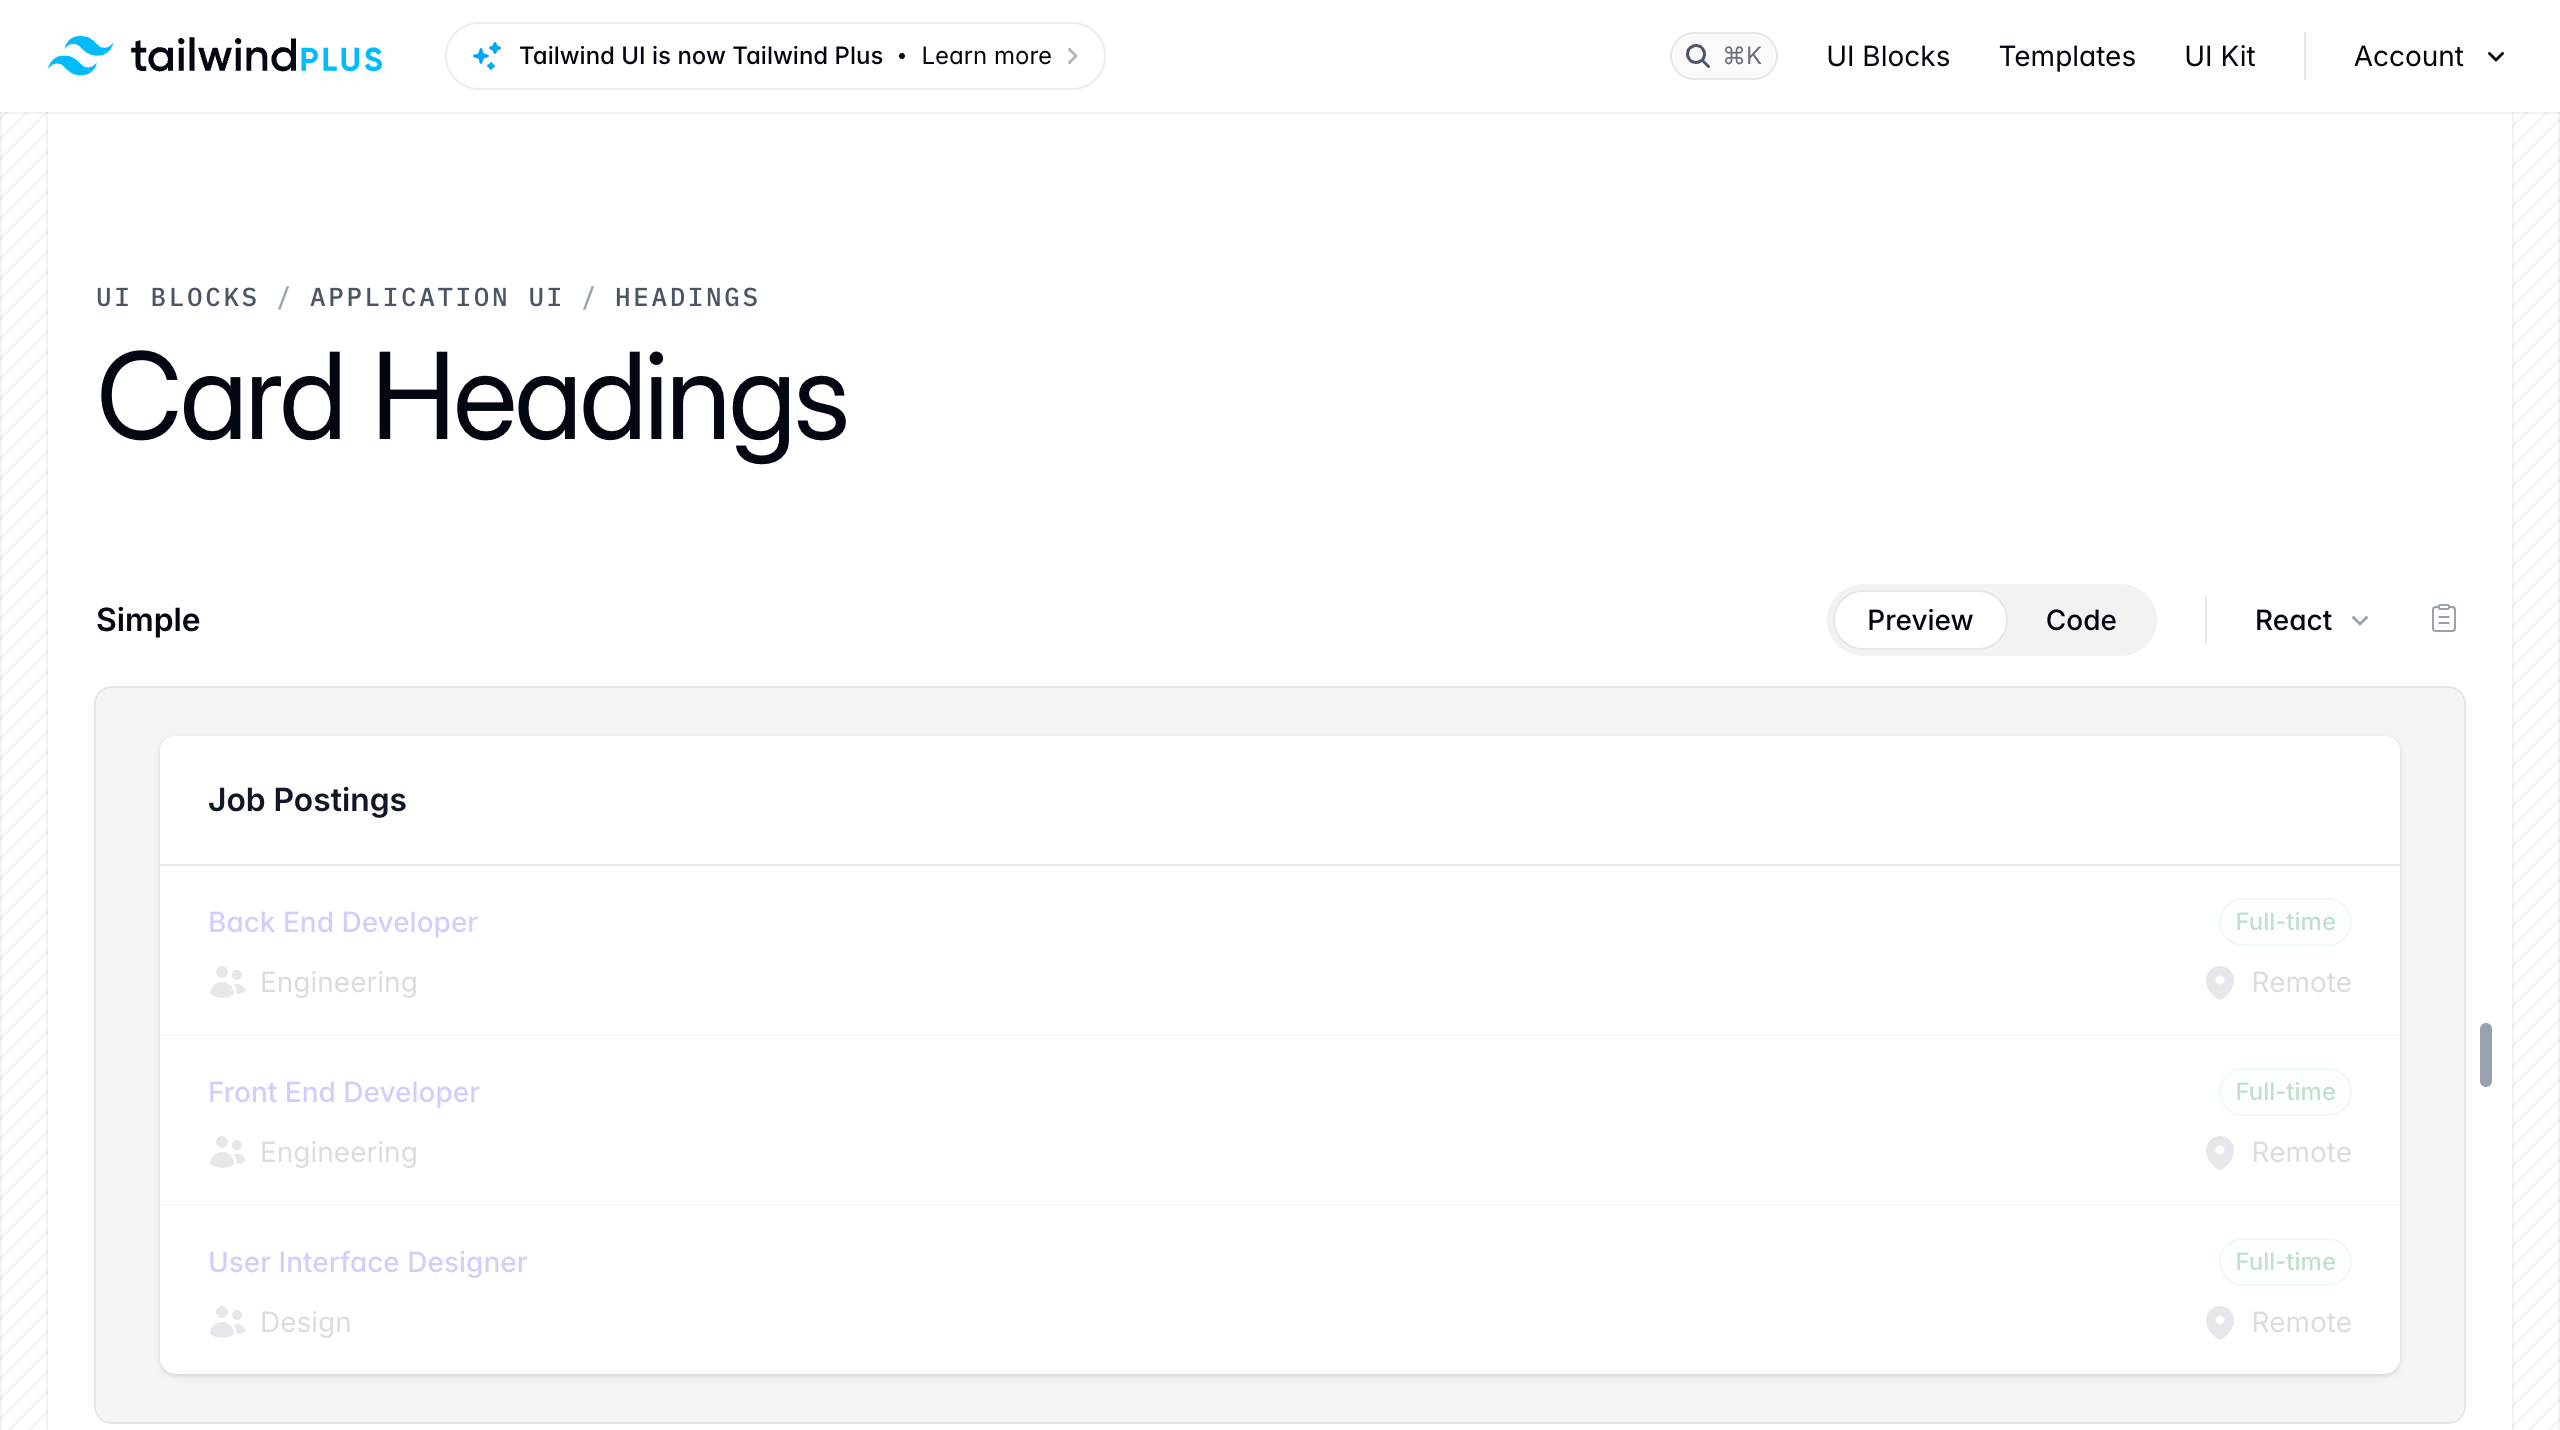 tailwindPLUS
Tailwind UI is now Tailwind Plus • Learn more
⌘K
UI Blocks
Templates
UI Kit
Account
UI BLOCKS / APPLICATION UI / HEADINGS
Card Headings
Simple
Preview
Code
React
Job Postings
Back End Developer
Full-time
Engineering
Remote
Front End Developer
Full-time
Engineering
Remote
User Interface Designer
Full-time
Design
Remote